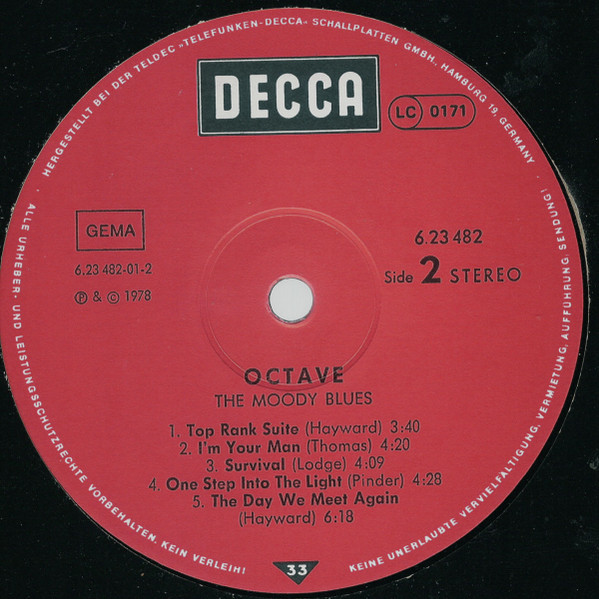 HERGESTELLT BEI DER TELDEC »TELEFUNKEN-DECCA« SCHALLPLATTEN GMBH, HAMBURG 19, GERMANY
DECCA
LC 0171
GEMA
6.23 482-01-2
Ⓟ & © 1978
6.23 482
Side 2 STEREO
OCTAVE
THE MOODY BLUES
1. Top Rank Suite (Hayward) 3:40
2. I'm Your Man (Thomas) 4:20
3. Survival (Lodge) 4:09
4. One Step Into The Light (Pinder) 4:28
5. The Day We Meet Again
(Hayward) 6:18
33
ALLE URHEBER- UND LEISTUNGSSCHUTZRECHTE VORBEHALTEN. KEIN VERLEIH!
KEINE UNERLAUBTE VERVIELFÄLTIGUNG, VERMIETUNG, AUFFÜHRUNG, SENDUNG!